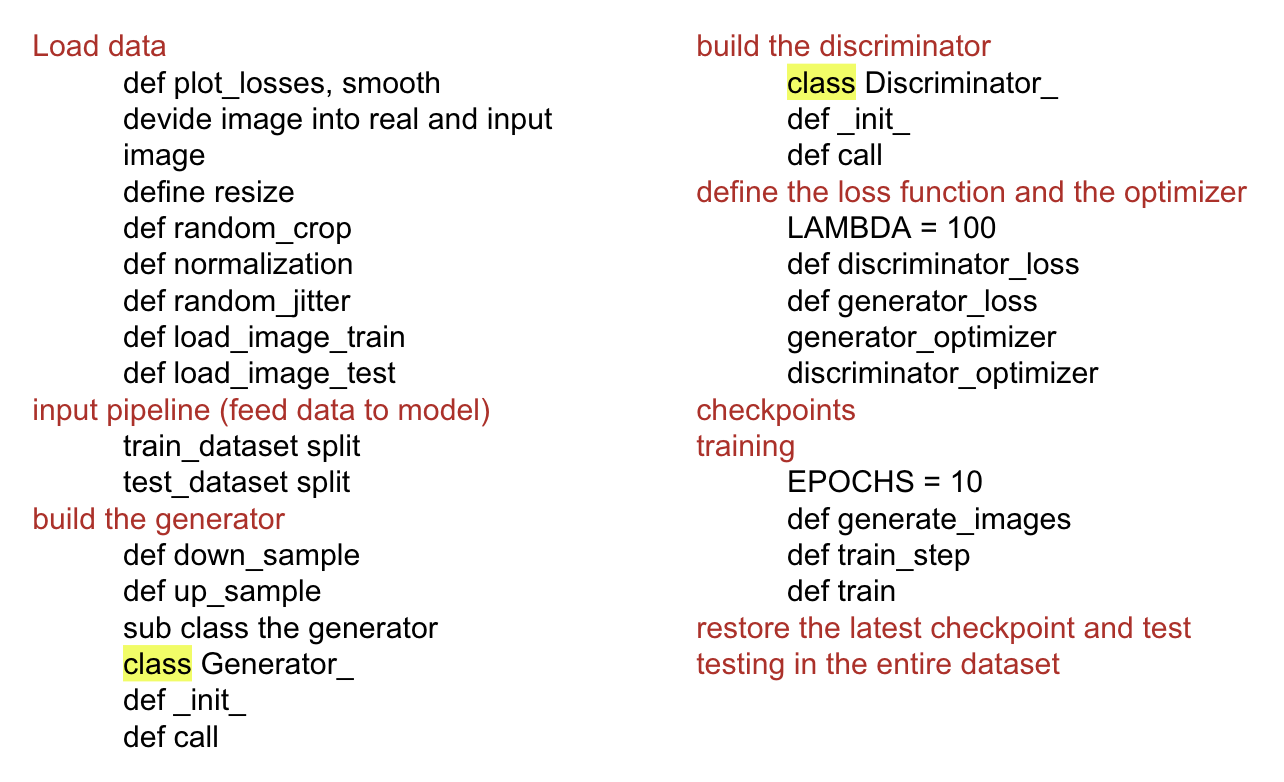 Load data
def plot_losses, smooth
devide image into real and input
image
define resize
def random_crop
def normalization
def random_jitter
def load_image_train
def load_image_test
input pipeline (feed data to model)
train_dataset split
test_dataset split
build the generator
def down_sample
def up_sample
sub class the generator
class Generator_
def _init_
def call
build the discriminator
class Discriminator_
def _init_
def call
define the loss function and the optimizer
LAMBDA = 100
def discriminator_loss
def generator_loss
generator_optimizer
discriminator_optimizer
checkpoints
training
EPOCHS = 10
def generate_images
def train_step
def train
restore the latest checkpoint and test
testing in the entire dataset